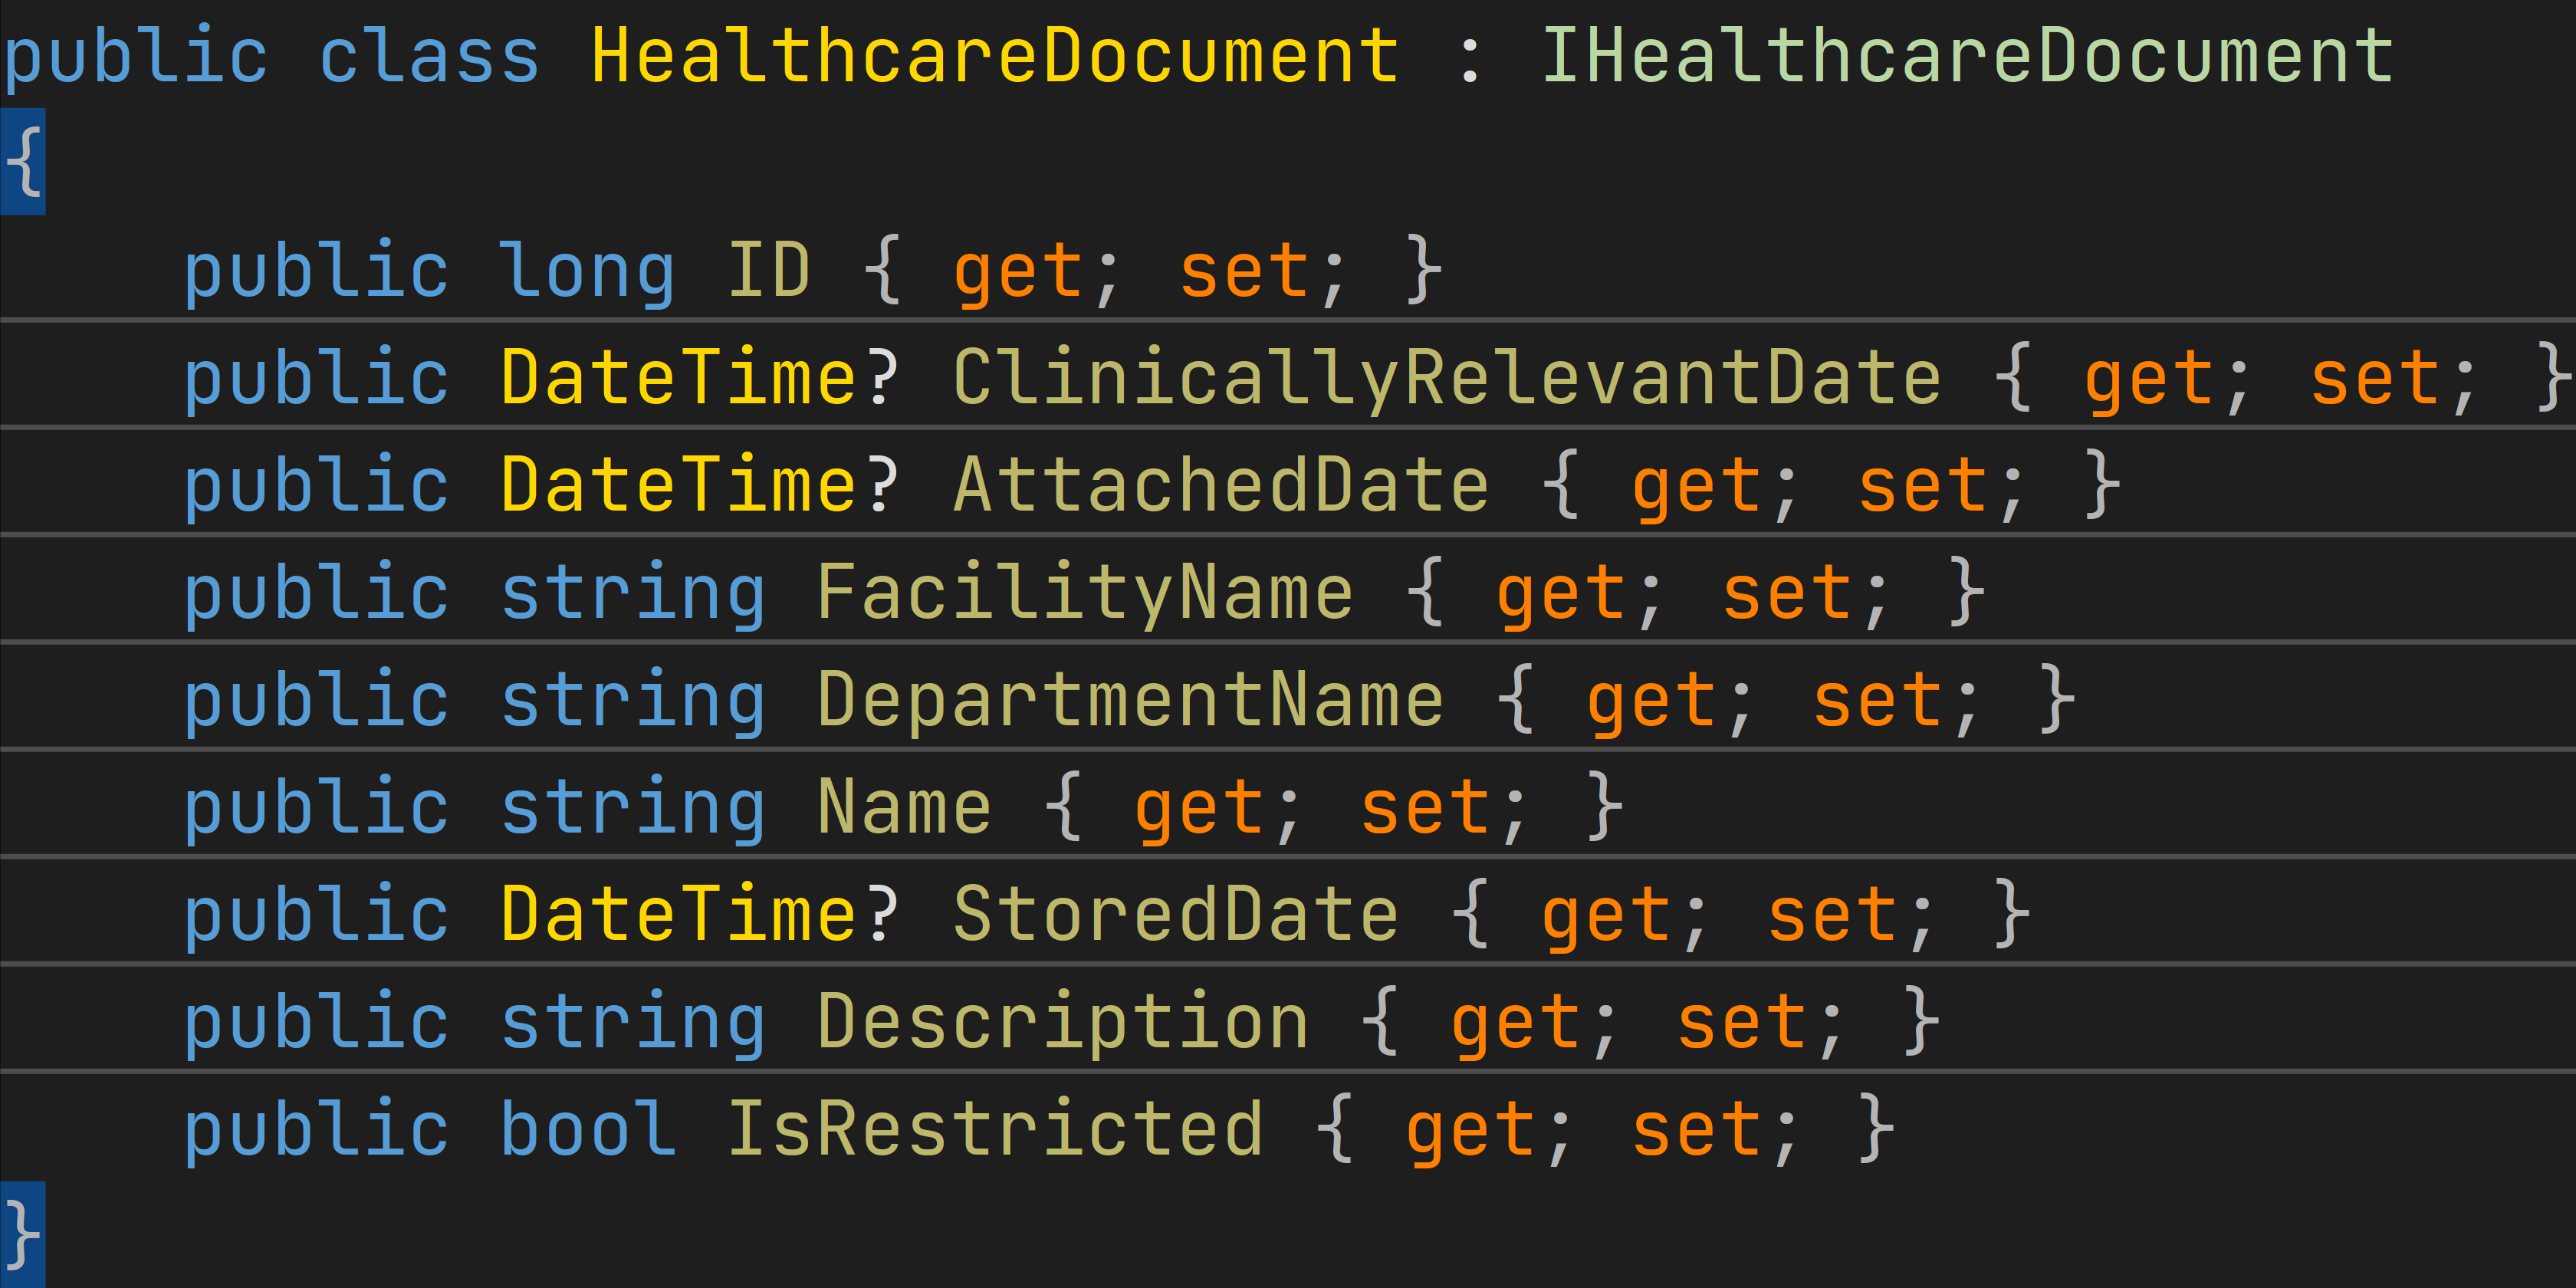 public class HealthcareDocument : IHealthcareDocument
{
    public long ID { get; set; }
    public DateTime? ClinicallyRelevantDate { get; set; }
    public DateTime? AttachedDate { get; set; }
    public string FacilityName { get; set; }
    public string DepartmentName { get; set; }
    public string Name { get; set; }
    public DateTime? StoredDate { get; set; }
    public string Description { get; set; }
    public bool IsRestricted { get; set; }
}